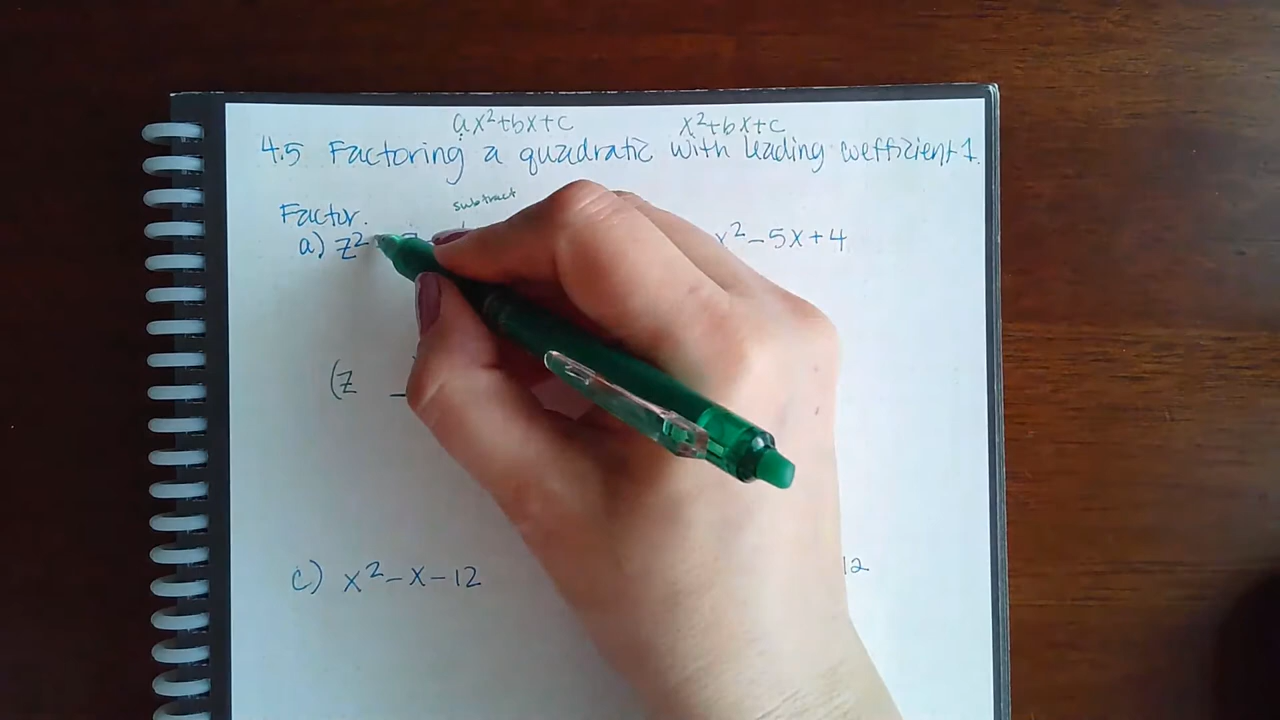 ax²+bx+c x²+bx+c
4.5 Factoring a quadratic with leading coefficient 1.
subtract
Factor.
a) z² x²-5x+4
(z _
c) x²-x-12 12